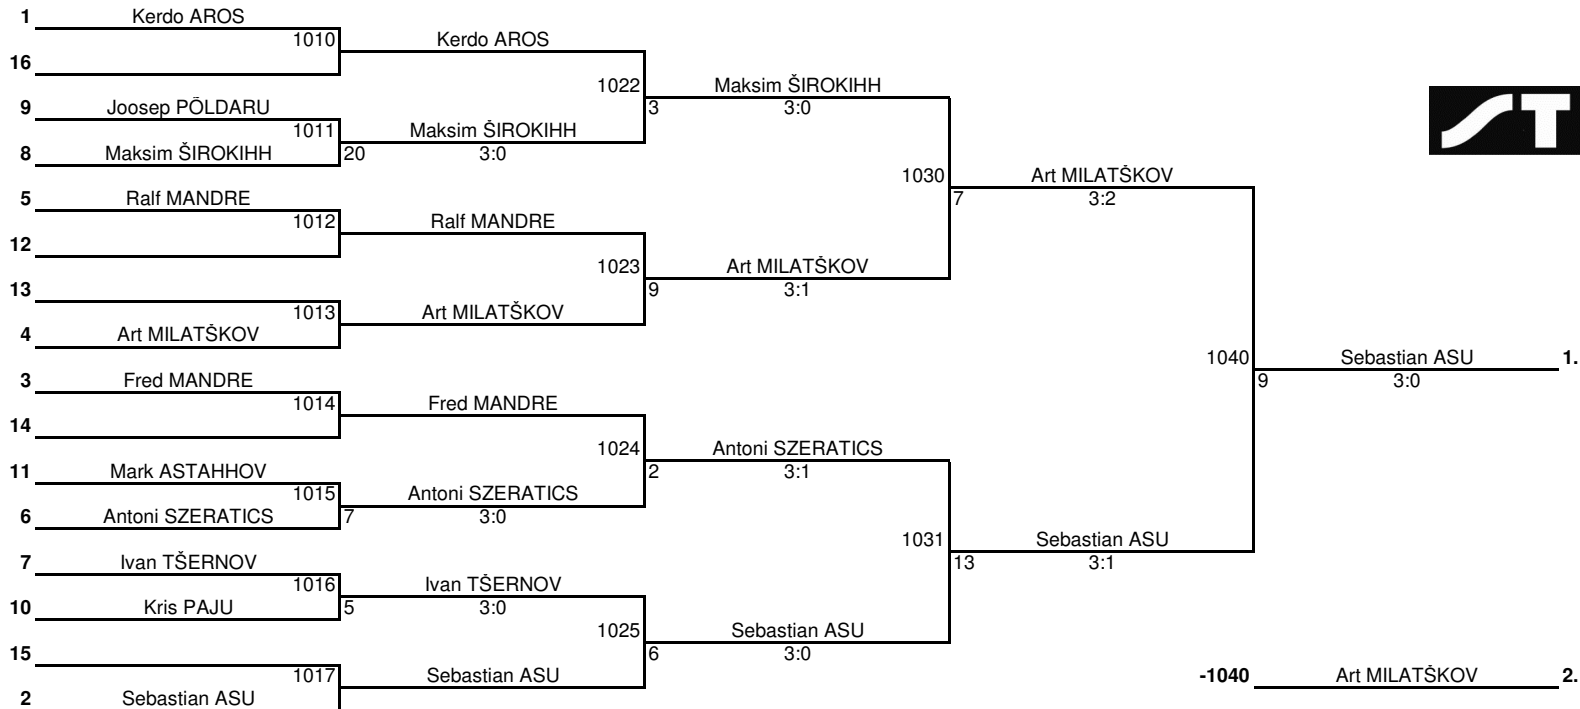 1 Kerdo AROS
1010 Kerdo AROS
16
1022 Maksim ŠIROKIHH
9 Joosep PÕLDARU 3 3:0
1011 Maksim ŠIROKIHH
8 Maksim ŠIROKIHH 20 3:0
ST
1030 Art MILATŠKOV
5 Ralf MANDRE 7 3:2
1012 Ralf MANDRE
12
1023 Art MILATŠKOV
13 9 3:1
1013 Art MILATŠKOV
4 Art MILATŠKOV
1040 Sebastian ASU 1.
3 Fred MANDRE 9 3:0
1014 Fred MANDRE
14
1024 Antoni SZERATICS
11 Mark ASTAHHOV 2 3:1
1015 Antoni SZERATICS
6 Antoni SZERATICS 7 3:0
1031 Sebastian ASU
7 Ivan TŠERNOV 13 3:1
1016 Ivan TŠERNOV
10 Kris PAJU 5 3:0
1025 Sebastian ASU
15 6 3:0
1017 Sebastian ASU -1040 Art MILATŠKOV 2.
2 Sebastian ASU